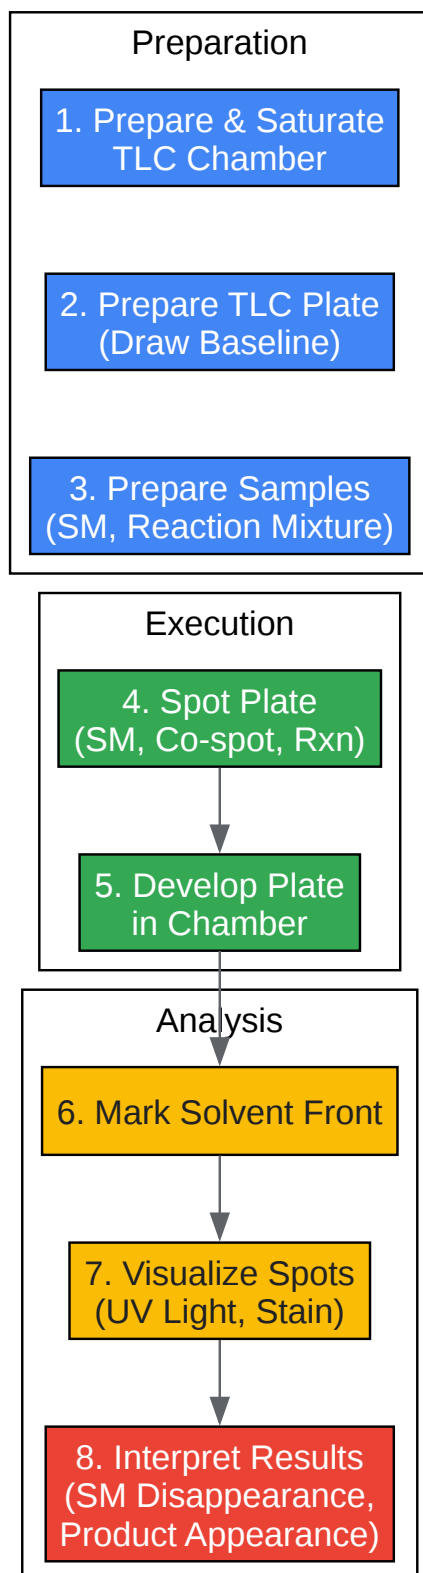 Preparation
1. Prepare & Saturate
TLC Chamber
2. Prepare TLC Plate
(Draw Baseline)
3. Prepare Samples
(SM, Reaction Mixture)
Execution
4. Spot Plate
(SM, Co-spot, Rxn)
5. Develop Plate
in Chamber
Analysis
6. Mark Solvent Front
7. Visualize Spots
(UV Light, Stain)
8. Interpret Results
(SM Disappearance,
Product Appearance)